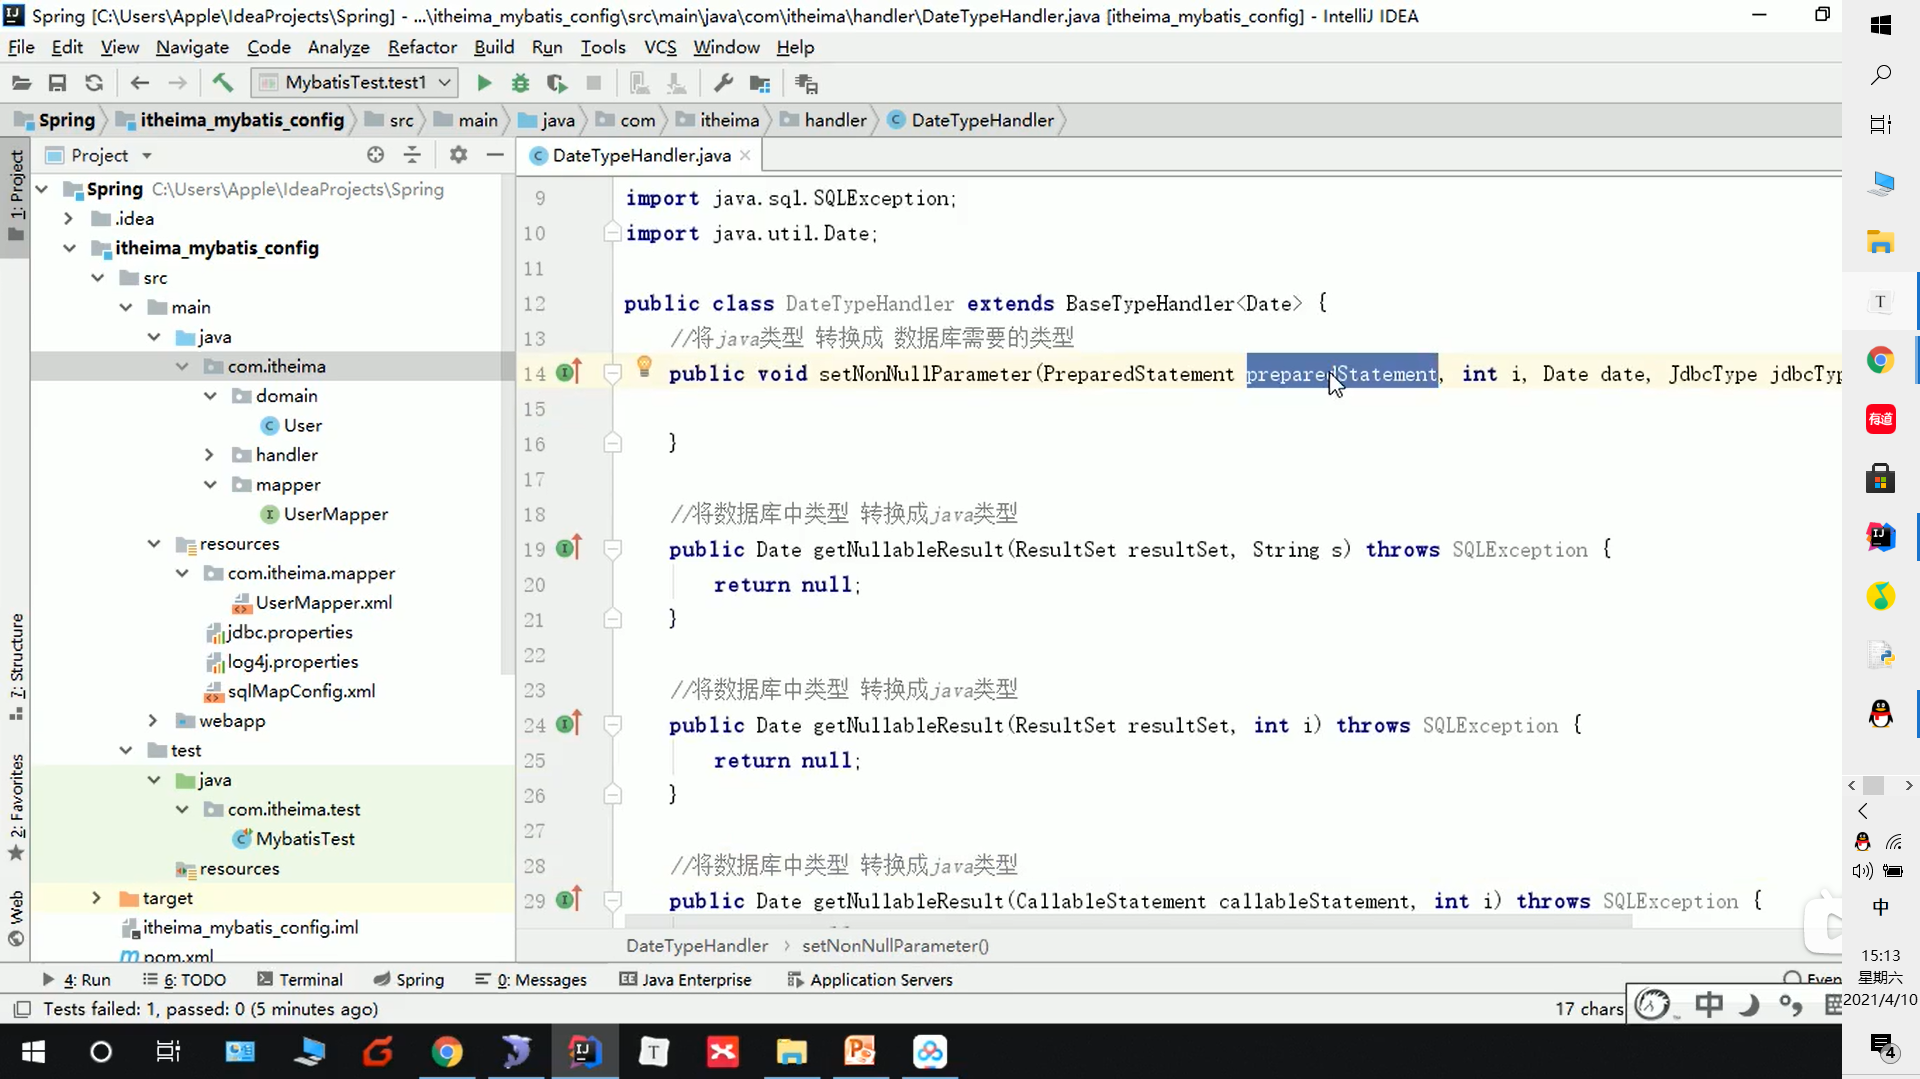 Spring [C:\Users\Apple\IdeaProjects\Spring] - ...\itheima_mybatis_config\src\main\java\com\itheima\handler\DateTypeHandler.java [itheima_mybatis_config] - IntelliJ IDEA
File Edit View Navigate Code Analyze Refactor Build Run Tools VCS Window Help
MybatisTest.test1
Spring itheima_mybatis_config src main java com itheima handler DateTypeHandler
Project
DateTypeHandler.java
1: Project
7: Structure
2: Favorites
Web
Spring C:\Users\Apple\IdeaProjects\Spring
.idea
itheima_mybatis_config
src
main
java
com.itheima
domain
User
handler
mapper
UserMapper
resources
com.itheima.mapper
UserMapper.xml
jdbc.properties
log4j.properties
sqlMapConfig.xml
webapp
test
java
com.itheima.test
MybatisTest
resources
target
itheima_mybatis_config.iml
pom.xml
9 import java.sql.SQLException;
10 import java.util.Date;
11
12 public class DateTypeHandler extends BaseTypeHandler<Date> {
13 //将java类型 转换成 数据库需要的类型
14 public void setNonNullParameter(PreparedStatement preparedStatement, int i, Date date, JdbcType jdbcTyp
15
16 }
17
18 //将数据库中类型 转换成java类型
19 public Date getNullableResult(ResultSet resultSet, String s) throws SQLException {
20 return null;
21 }
22
23 //将数据库中类型 转换成java类型
24 public Date getNullableResult(ResultSet resultSet, int i) throws SQLException {
25 return null;
26 }
27
28 //将数据库中类型 转换成java类型
29 public Date getNullableResult(CallableStatement callableStatement, int i) throws SQLException {
DateTypeHandler › setNonNullParameter()
4: Run 6: TODO Terminal Spring 0: Messages Java Enterprise Application Servers Even
Tests failed: 1, passed: 0 (5 minutes ago)
17 chars
中
T
有道
中
15:13
星期六
2021/4/10
4
T